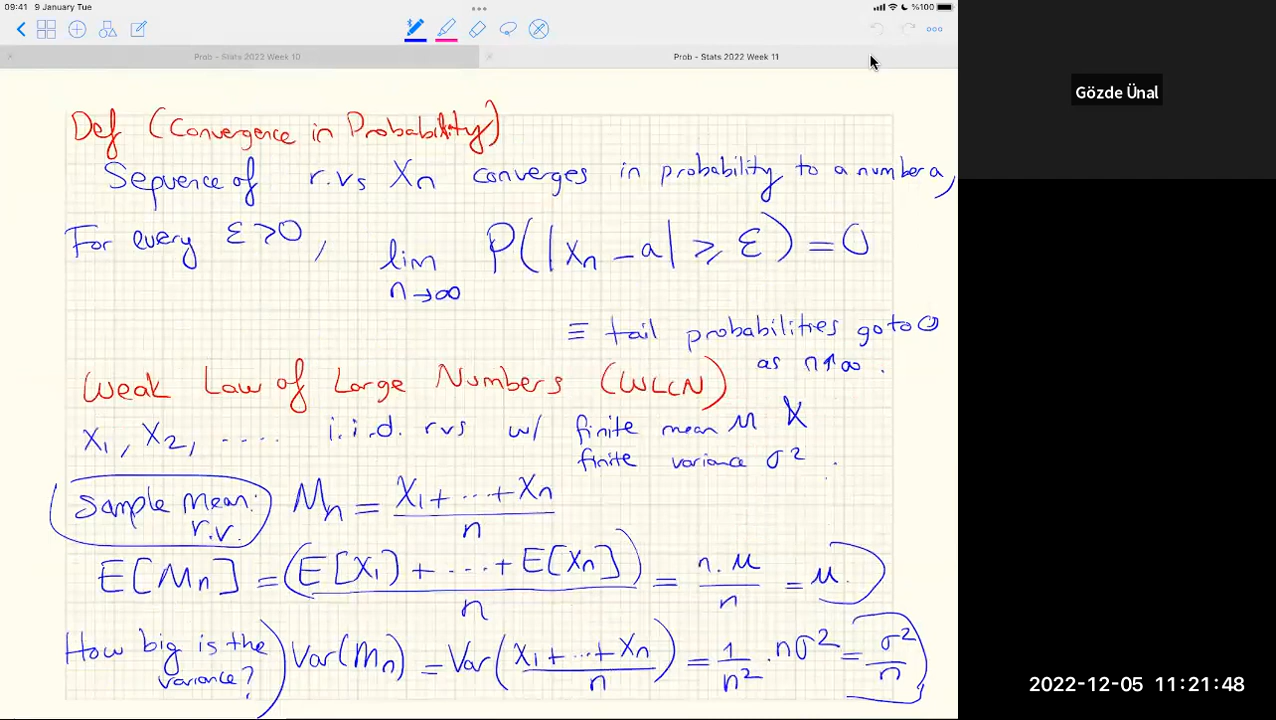 09:41 9 January Tue
%100
Prob - Stats 2022 Week 10
Prob - Stats 2022 Week 11
Gözde Ünal
Def (Convergence in Probability)
Sequence of r.vs Xn converges in probability to a number a,
For every ε>0, lim n→∞ P(|Xn - a| ≥ ε) = 0
≡ tail probabilities go to 0
as n↑∞.
Weak Law of Large Numbers (WLLN)
X1, X2, .... i.i.d. rvs w/ finite mean μ &
finite variance σ².
Sample Mean: r.v. Mn = (X1 + ... + Xn) / n
E[Mn] = (E[X1] + ... + E[Xn]) / n = n.μ / n = μ.
How big is the variance? Var(Mn) = Var((X1 + ... + Xn) / n) = 1/n² . nσ² = σ²/n
2022-12-05 11:21:48